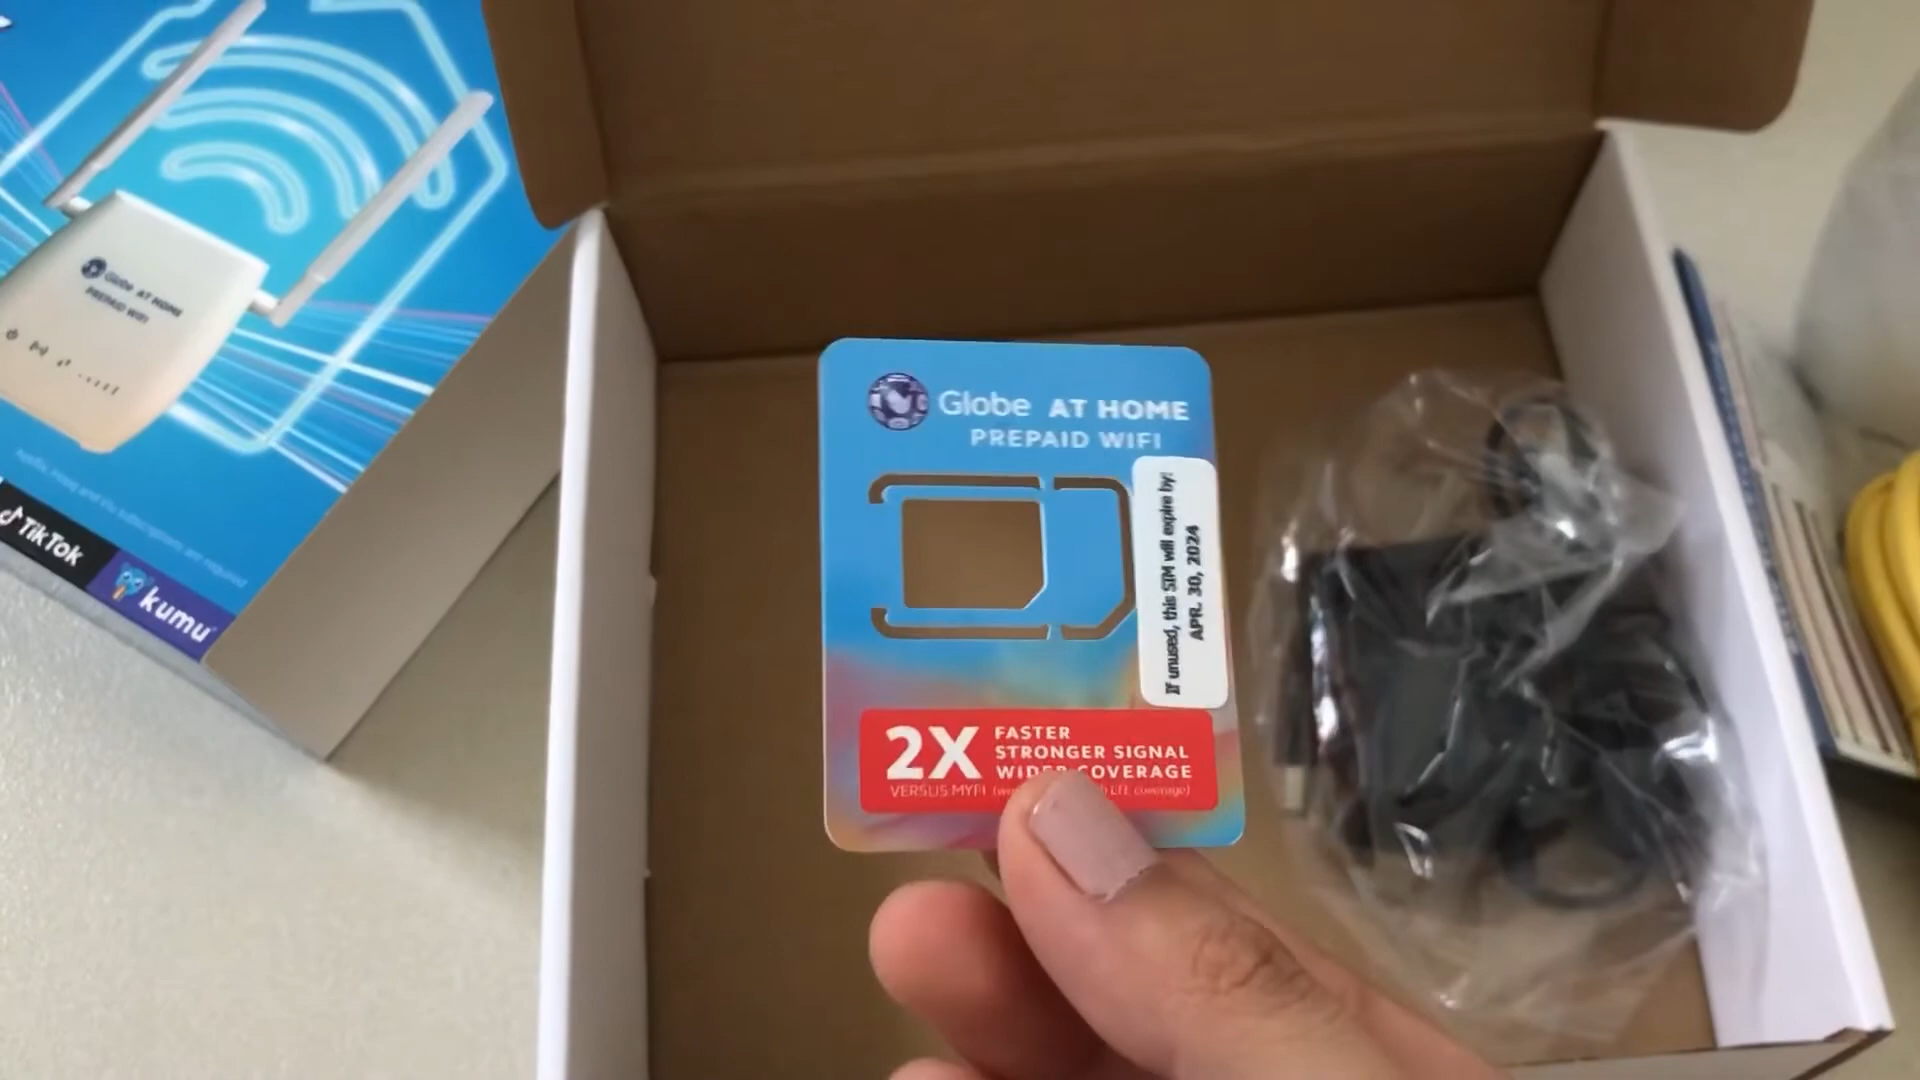 Globe AT HOME
PREPAID WIFI
TikTok
kumu
Globe AT HOME
PREPAID WIFI
If unused, this SIM will expire by:
APR. 30, 2024
2X
FASTER
STRONGER SIGNAL
WIDER COVERAGE
VERSUS MYFI coverage)